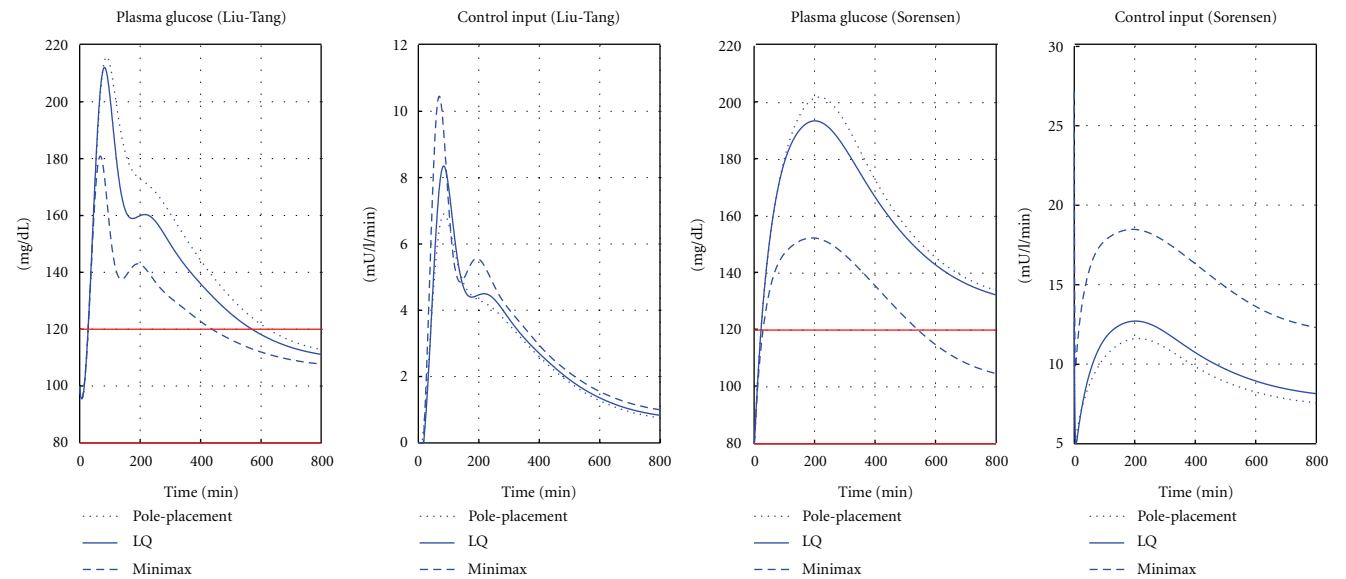 Plasma glucose (Liu-Tang)
220
200
180
160
140
120
100
80
(mg/dL)
0 200 400 600 800
Time (min)
Pole-placement
LQ
Minimax
Control input (Liu-Tang)
12
10
8
6
4
2
0
(mU/l/min)
0 200 400 600 800
Time (min)
Pole-placement
LQ
Minimax
Plasma glucose (Sorensen)
220
200
180
160
140
120
100
80
(mg/dL)
0 200 400 600 800
Time (min)
Pole-placement
LQ
Minimax
Control input (Sorensen)
30
25
20
15
10
5
(mU/l/min)
0 200 400 600 800
Time (min)
Pole-placement
LQ
Minimax